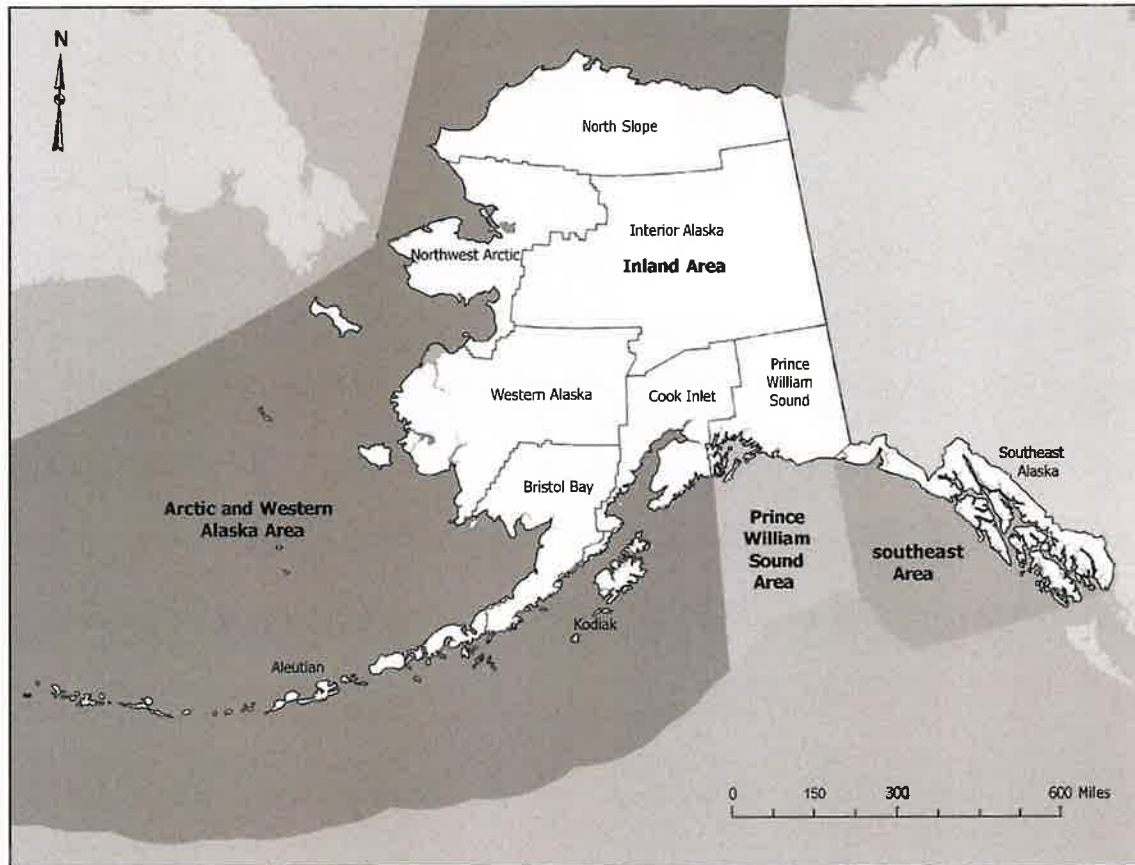 N
North Slope
Interior Alaska
Inland Area
Northwest Arctic
Western Alaska
Cook Inlet
Prince
William
Sound
Southeast
Alaska
Bristol Bay
Arctic and Western
Alaska Area
Prince
William
Sound
Area
southeast
Area
Kodiak
Aleutian
0 150 300 600 Miles